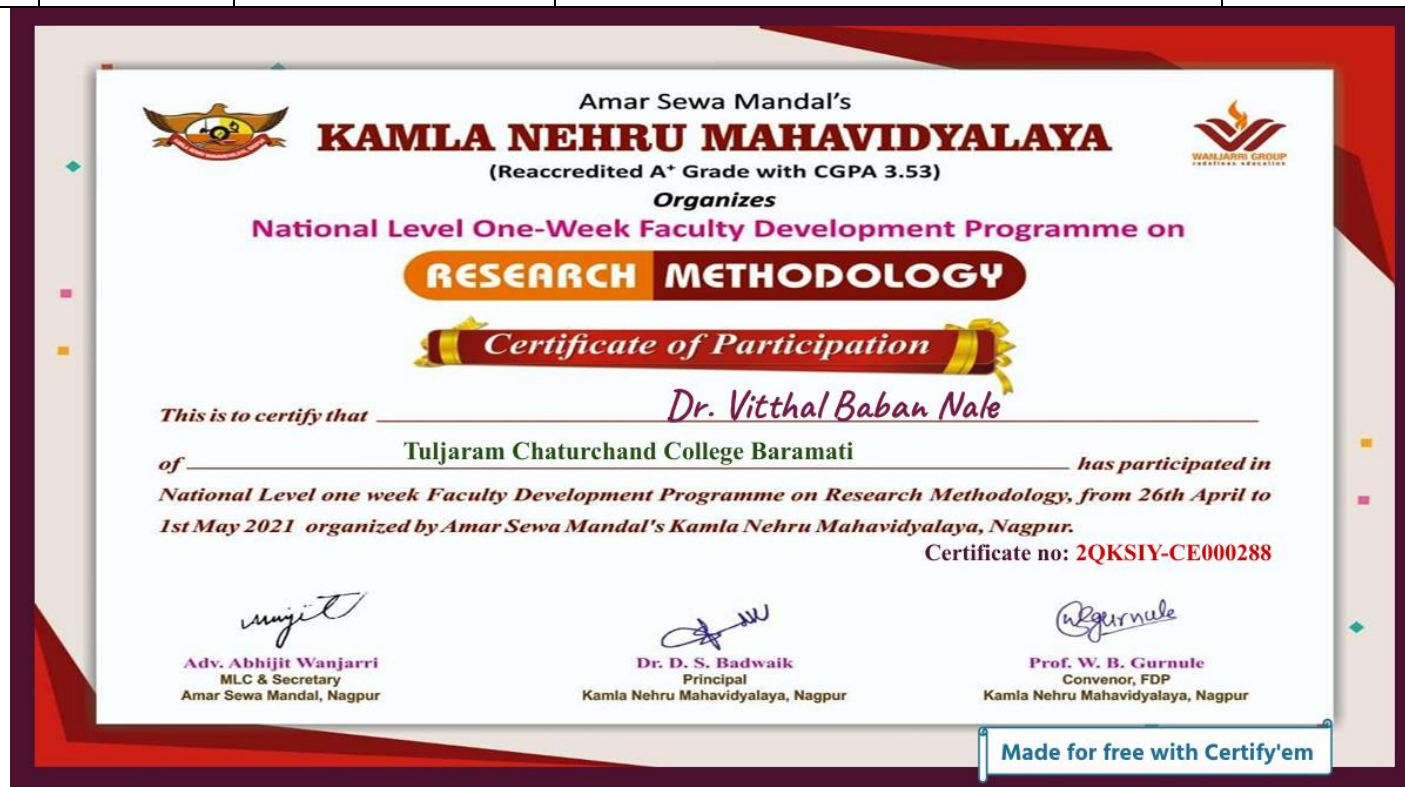 Amar Sewa Mandal's
KAMLA NEHRU MAHAVIDYALAYA
WANJARRI GROUP
redefines education
(Reaccredited A⁺ Grade with CGPA 3.53)
Organizes
National Level One-Week Faculty Development Programme on
RESEARCH METHODOLOGY
Certificate of Participation
This is to certify that Dr. Vitthal Baban Nale
of Tuljaram Chaturchand College Baramati has participated in
National Level one week Faculty Development Programme on Research Methodology, from 26th April to
1st May 2021 organized by Amar Sewa Mandal's Kamla Nehru Mahavidyalaya, Nagpur.
Certificate no: 2QKSIY-CE000288
Adv. Abhijit Wanjarri
MLC & Secretary
Amar Sewa Mandal, Nagpur
Dr. D. S. Badwaik
Principal
Kamla Nehru Mahavidyalaya, Nagpur
Prof. W. B. Gurnule
Convenor, FDP
Kamla Nehru Mahavidyalaya, Nagpur
Made for free with Certify'em